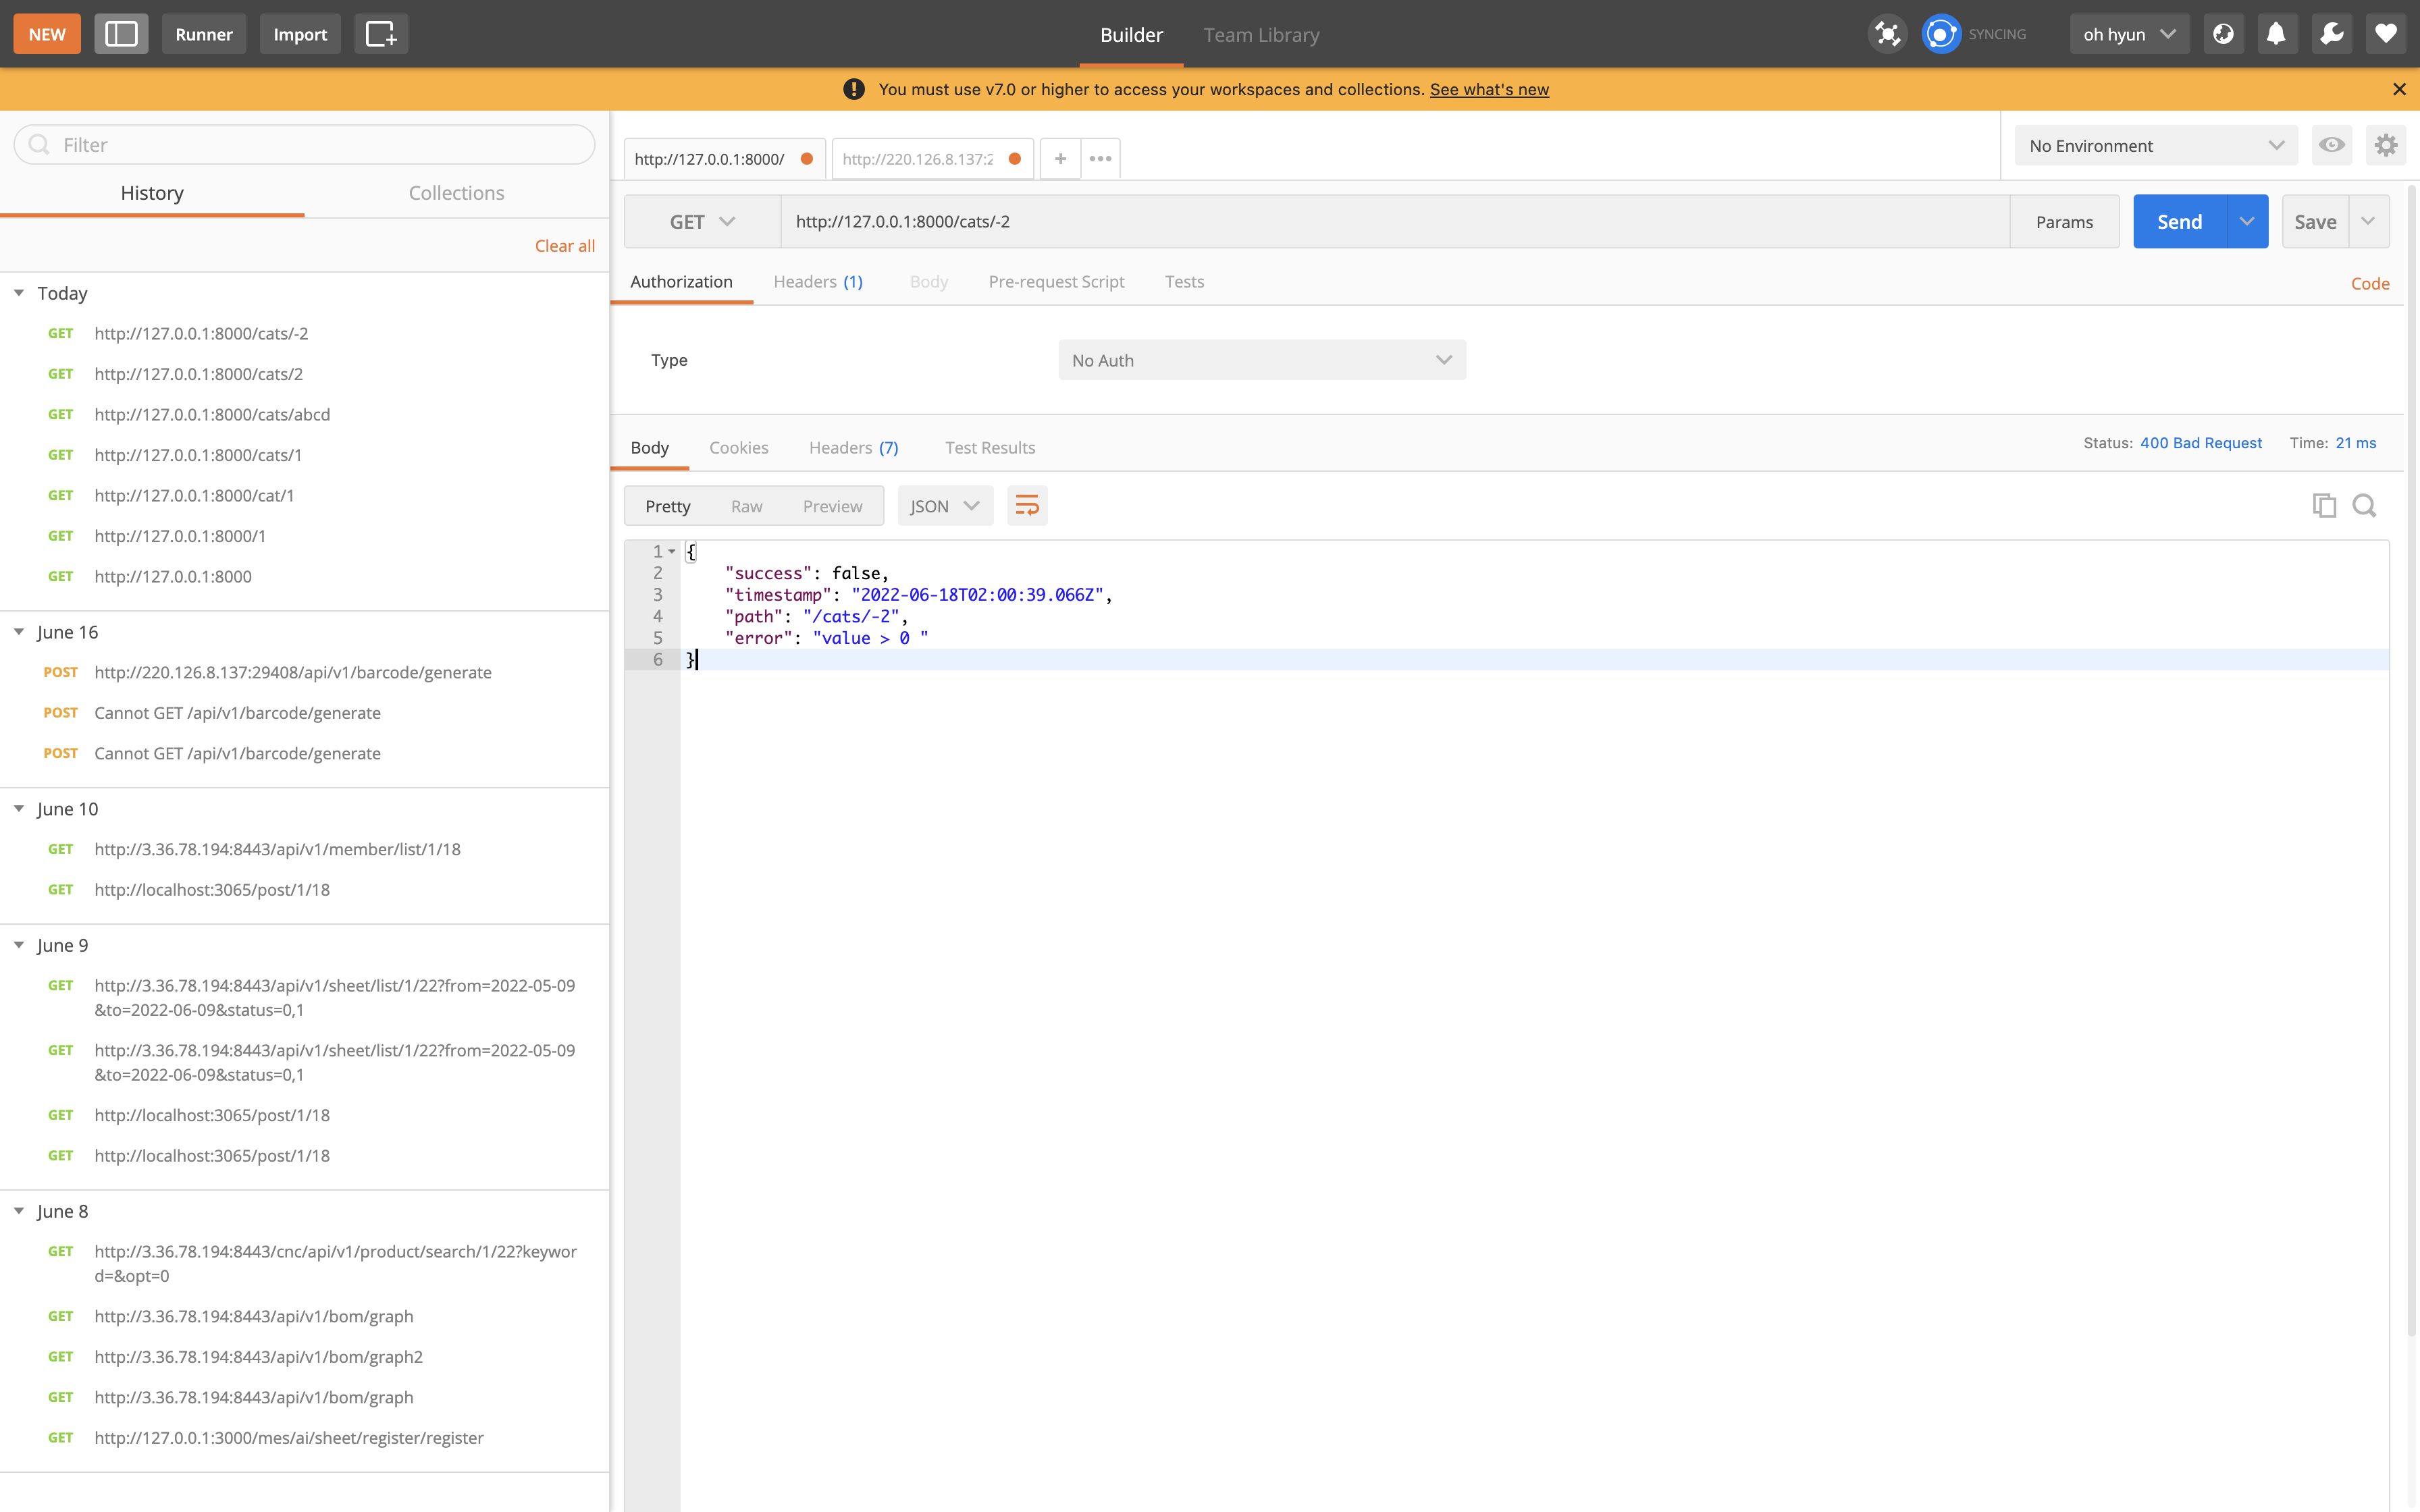 NEW Runner Import Builder Team Library SYNCING oh hyun
You must use v7.0 or higher to access your workspaces and collections. See what's new
Filter
History Collections
Clear all
Today
GET http://127.0.0.1:8000/cats/-2
GET http://127.0.0.1:8000/cats/2
GET http://127.0.0.1:8000/cats/abcd
GET http://127.0.0.1:8000/cats/1
GET http://127.0.0.1:8000/cat/1
GET http://127.0.0.1:8000/1
GET http://127.0.0.1:8000
June 16
POST http://220.126.8.137:29408/api/v1/barcode/generate
POST Cannot GET /api/v1/barcode/generate
POST Cannot GET /api/v1/barcode/generate
June 10
GET http://3.36.78.194:8443/api/v1/member/list/1/18
GET http://localhost:3065/post/1/18
June 9
GET http://3.36.78.194:8443/api/v1/sheet/list/1/22?from=2022-05-09
&to=2022-06-09&status=0,1
GET http://3.36.78.194:8443/api/v1/sheet/list/1/22?from=2022-05-09
&to=2022-06-09&status=0,1
GET http://localhost:3065/post/1/18
GET http://localhost:3065/post/1/18
June 8
GET http://3.36.78.194:8443/cnc/api/v1/product/search/1/22?keywor
d=&opt=0
GET http://3.36.78.194:8443/api/v1/bom/graph
GET http://3.36.78.194:8443/api/v1/bom/graph2
GET http://3.36.78.194:8443/api/v1/bom/graph
GET http://127.0.0.1:3000/mes/ai/sheet/register/register
http://127.0.0.1:8000/ http://220.126.8.137:2 + ••• No Environment
GET http://127.0.0.1:8000/cats/-2 Params Send Save
Authorization Headers (1) Body Pre-request Script Tests Code
Type No Auth
Body Cookies Headers (7) Test Results Status: 400 Bad Request Time: 21 ms
Pretty Raw Preview JSON
1 {
2 "success": false,
3 "timestamp": "2022-06-18T02:00:39.066Z",
4 "path": "/cats/-2",
5 "error": "value > 0 "
6 }